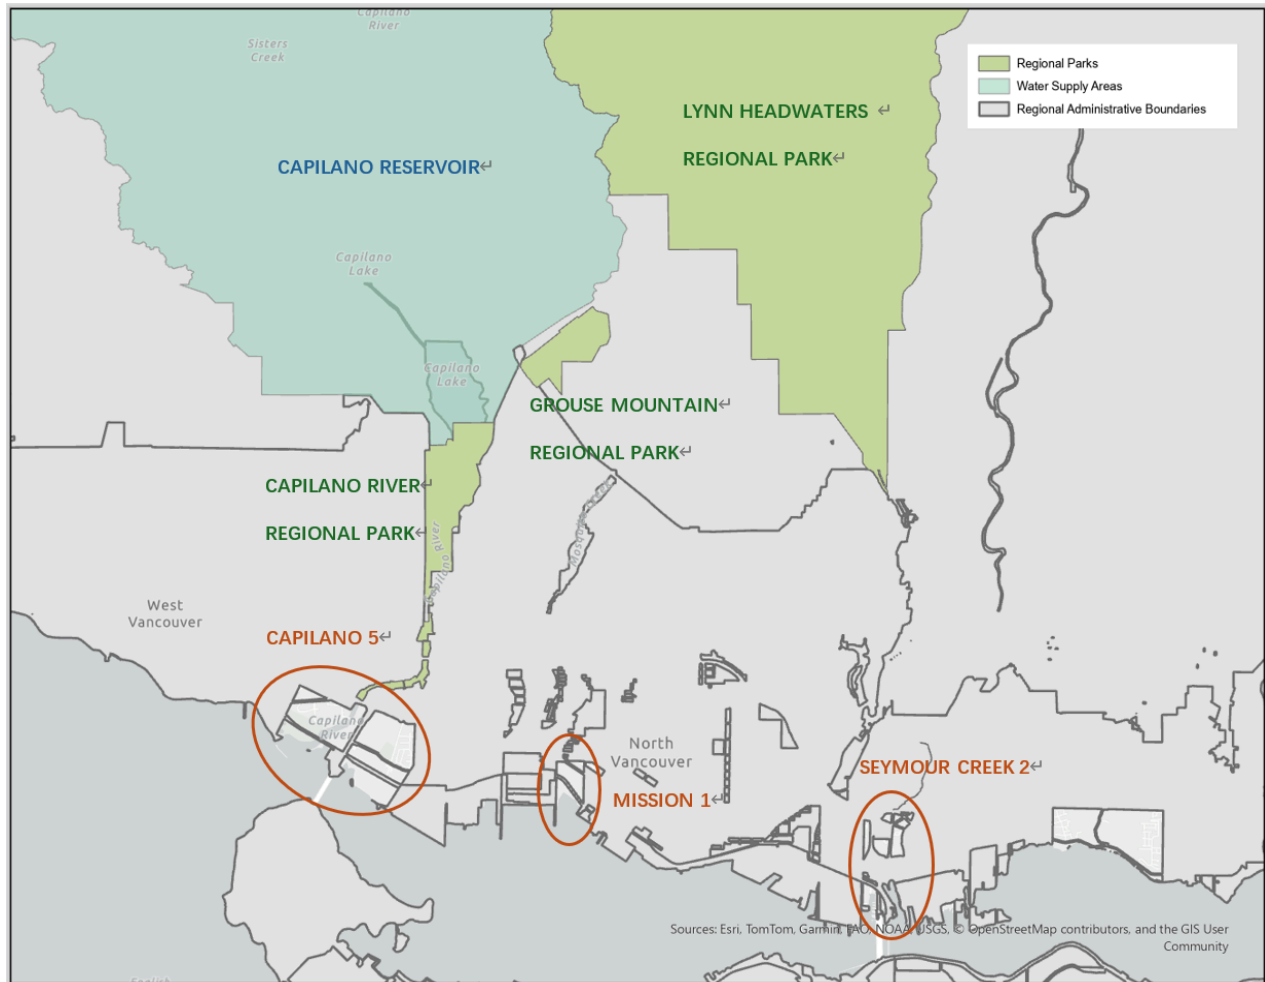 Capilano
River
Sisters
Creek
Regional Parks
Water Supply Areas
Regional Administrative Boundaries
LYNN HEADWATERS ↵
REGIONAL PARK↵
CAPILANO RESERVOIR↵
Capilano
Lake
Capilano
Lake
GROUSE MOUNTAIN↵
REGIONAL PARK↵
CAPILANO RIVER↵
REGIONAL PARK↵
Capilano River
West
Vancouver
CAPILANO 5↵
Capilano
River
North
Vancouver
MISSION 1↵
SEYMOUR CREEK 2↵
Sources: Esri, TomTom, Garmin, FAO, NOAA, USGS, © OpenStreetMap contributors, and the GIS User
Community